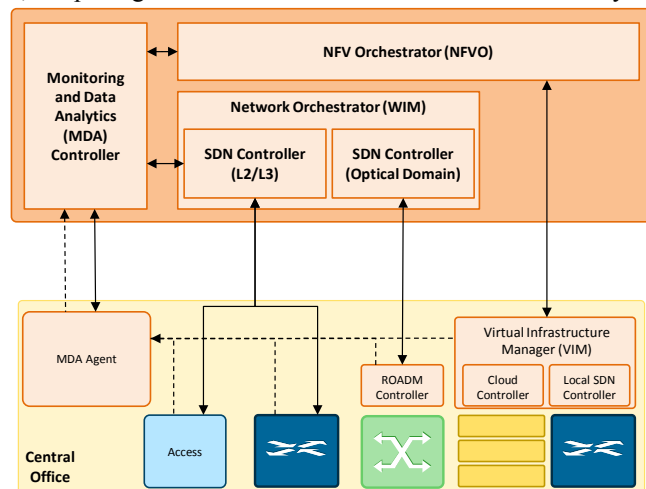 NFV Orchestrator (NFVO)
Monitoring
and Data
Analytics
(MDA)
Controller
Network Orchestrator (WIM)
SDN Controller
(L2/L3)
SDN Controller
(Optical Domain)
MDA Agent
Virtual Infrastructure
Manager (VIM)
ROADM
Controller
Cloud
Controller
Local SDN
Controller
Access
Central
Office